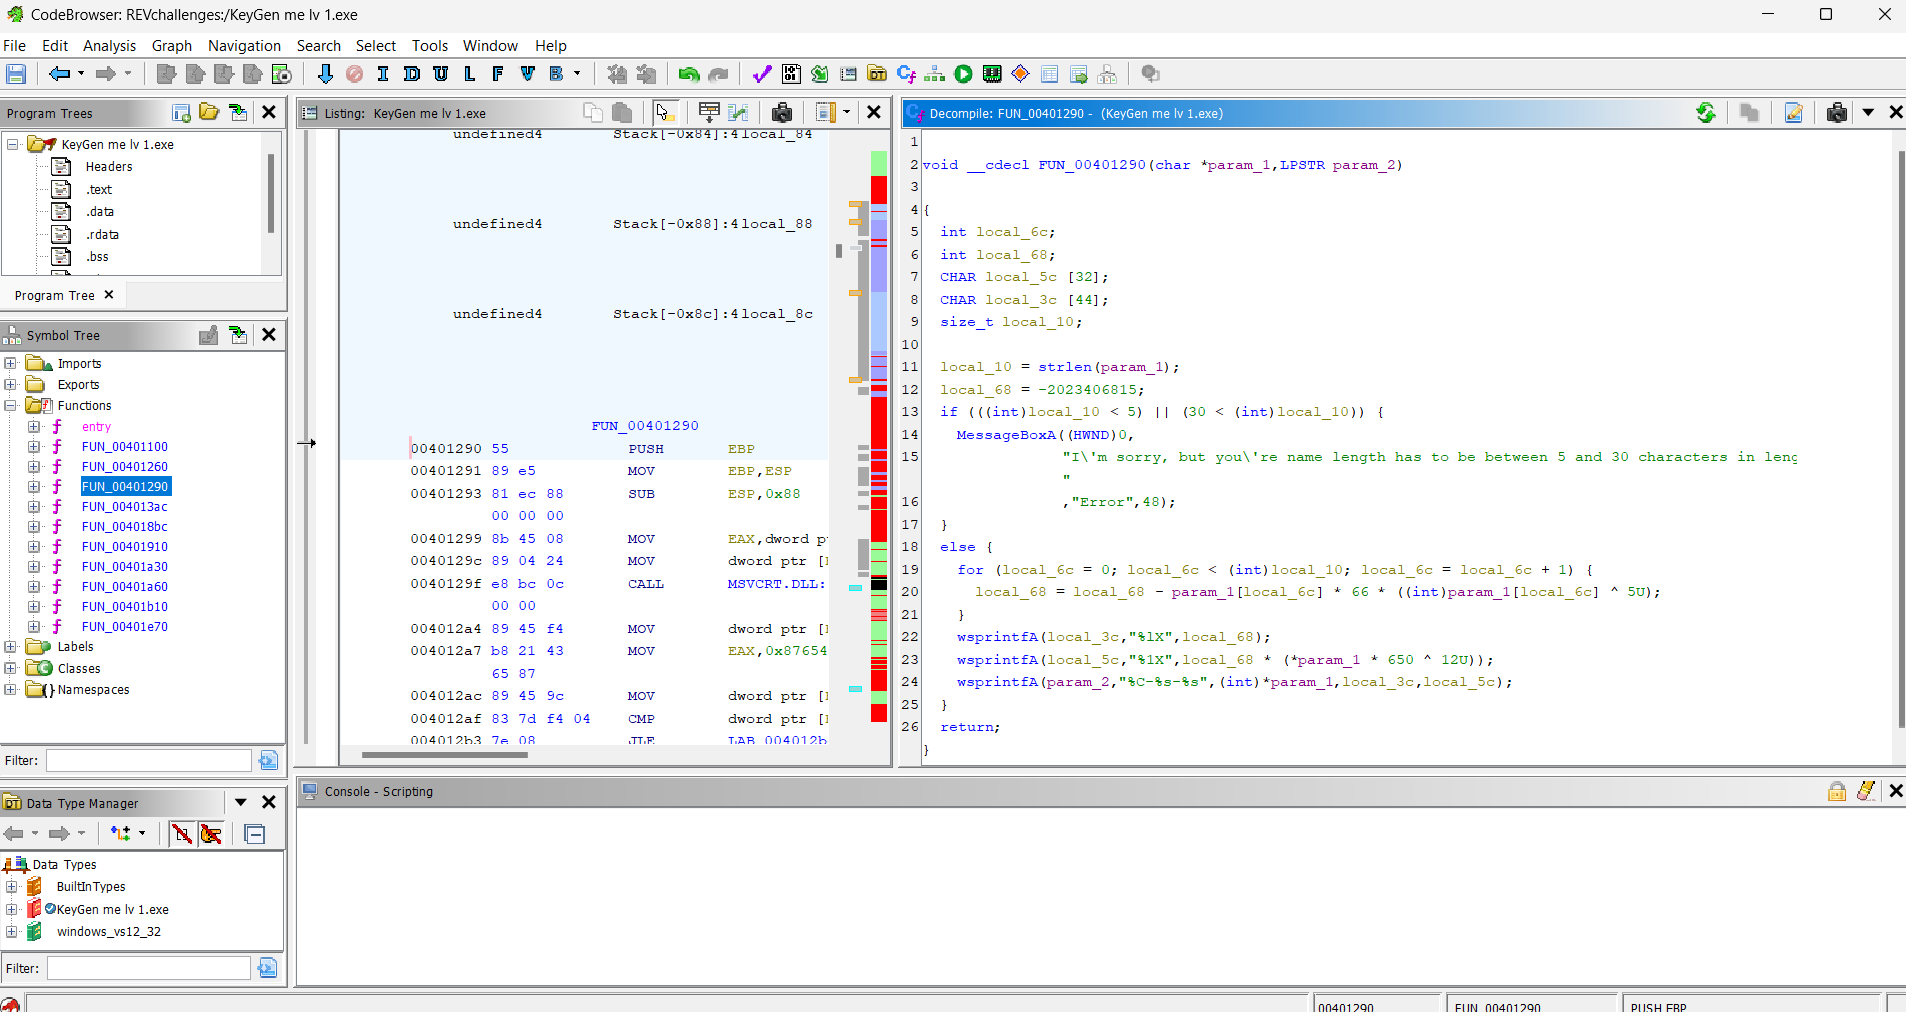 CodeBrowser: REVchallenges:/KeyGen me lv 1.exe
File Edit Analysis Graph Navigation Search Select Tools Window Help
I D U L F V B
Program Trees
KeyGen me lv 1.exe
Headers
.text
.data
.rdata
.bss
Program Tree
Symbol Tree
Imports
Exports
Functions
entry
FUN_00401100
FUN_00401260
FUN_00401290
FUN_004013ac
FUN_004018bc
FUN_00401910
FUN_00401a30
FUN_00401a60
FUN_00401b10
FUN_00401e70
Labels
Classes
Namespaces
Filter:
Data Type Manager
Data Types
BuiltInTypes
KeyGen me lv 1.exe
windows_vs12_32
Filter:
Listing: KeyGen me lv 1.exe
undefined4 Stack[-0x84]:4 local_84
undefined4 Stack[-0x88]:4 local_88
undefined4 Stack[-0x8c]:4 local_8c
FUN_00401290
00401290 55 PUSH EBP
00401291 89 e5 MOV EBP,ESP
00401293 81 ec 88 SUB ESP,0x88
00 00 00
00401299 8b 45 08 MOV EAX,dword p
0040129c 89 04 24 MOV dword ptr [
0040129f e8 bc 0c CALL MSVCRT.DLL:
00 00
004012a4 89 45 f4 MOV dword ptr [
004012a7 b8 21 43 MOV EAX,0x87654
65 87
004012ac 89 45 9c MOV dword ptr [
004012af 83 7d f4 04 CMP dword ptr [
004012b3 7e 08 JLE LAB_004012b
Decompile: FUN_00401290 - (KeyGen me lv 1.exe)
1
2 void __cdecl FUN_00401290(char *param_1,LPSTR param_2)
3
4 {
5 int local_6c;
6 int local_68;
7 CHAR local_5c [32];
8 CHAR local_3c [44];
9 size_t local_10;
10
11 local_10 = strlen(param_1);
12 local_68 = -2023406815;
13 if (((int)local_10 < 5) || (30 < (int)local_10)) {
14 MessageBoxA((HWND)0,
15 "I\'m sorry, but you\'re name length has to be between 5 and 30 characters in leng
"
16 ,"Error",48);
17 }
18 else {
19 for (local_6c = 0; local_6c < (int)local_10; local_6c = local_6c + 1) {
20 local_68 = local_68 - param_1[local_6c] * 66 * ((int)param_1[local_6c] ^ 5U);
21 }
22 wsprintfA(local_3c,"%lX",local_68);
23 wsprintfA(local_5c,"%lX",local_68 * (*param_1 * 650 ^ 12U));
24 wsprintfA(param_2,"%C-%s-%s",(int)*param_1,local_3c,local_5c);
25 }
26 return;
}
Console - Scripting
00401290 FUN_00401290 PUSH EBP